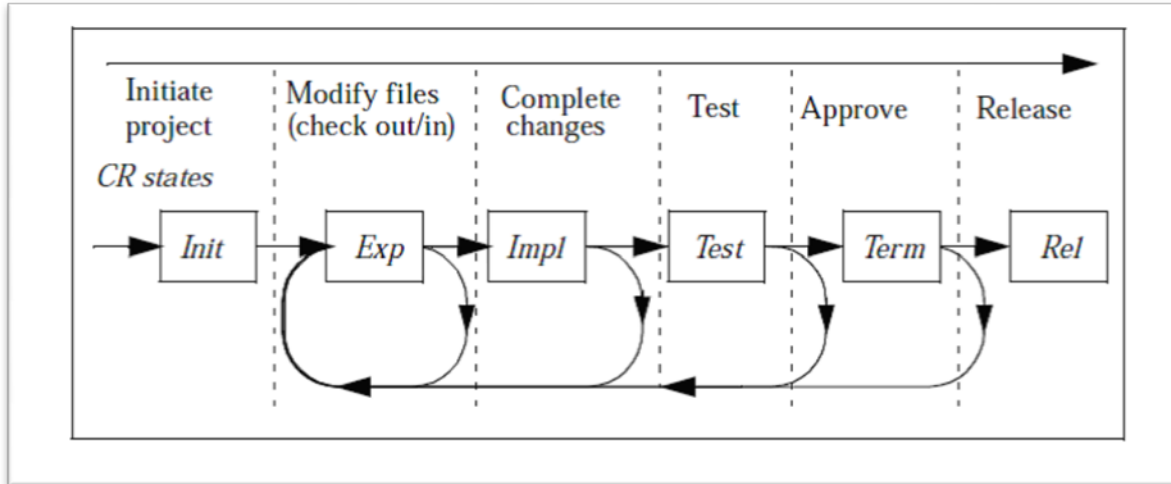 Initiate
project
Modify files
(check out/in)
Complete
changes
Test
Approve
Release
CR states
Init
Exp
Impl
Test
Term
Rel